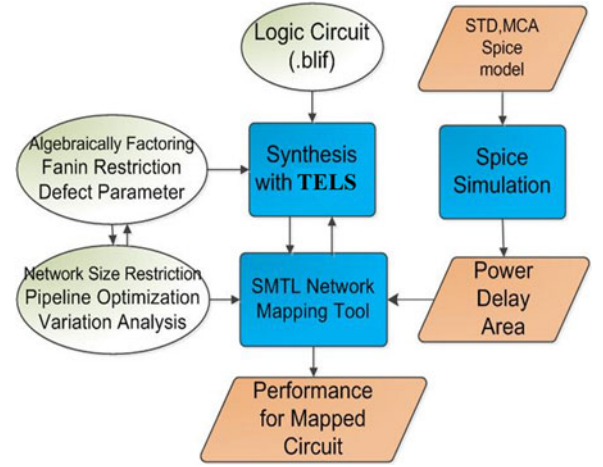 Logic Circuit
(.blif)
STD,MCA
Spice
model
Algebraically Factoring
Fanin Restriction
Defect Parameter
Synthesis
with TELS
Spice
Simulation
Network Size Restriction
Pipeline Optimization
Variation Analysis
SMTL Network
Mapping Tool
Power
Delay
Area
Performance
for Mapped
Circuit